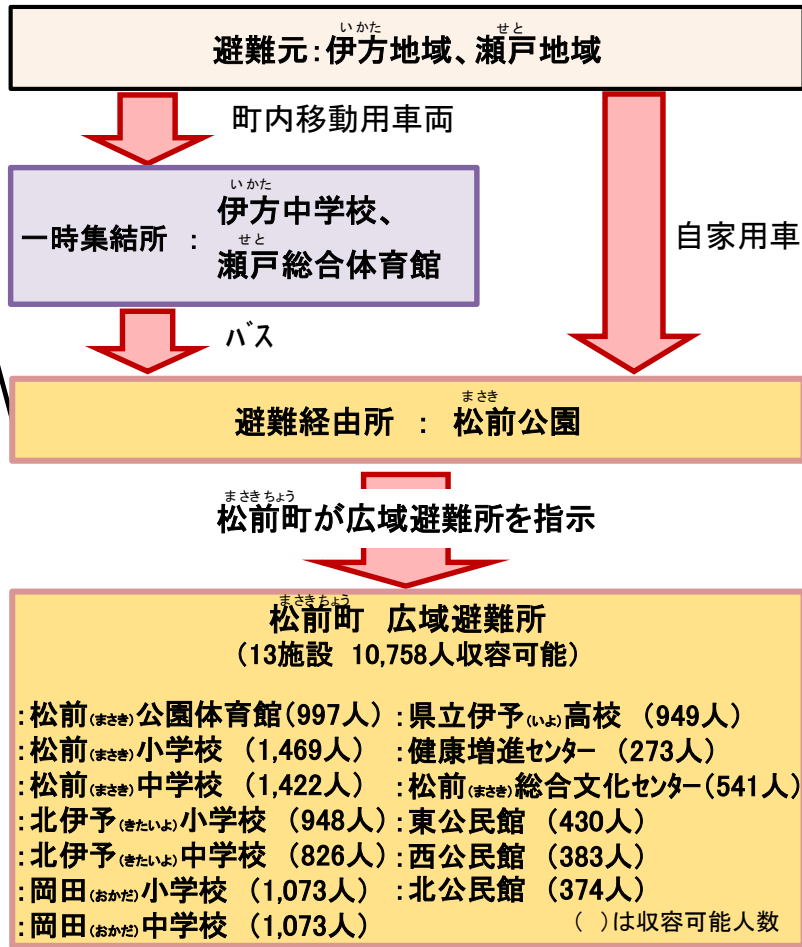 避難元：伊方地域、瀬戸地域
いかた
せと
町内移動用車両
自家用車
一時集結所 ：
いかた
伊方中学校、
せと
瀬戸総合体育館
バス
まさき
避難経由所 ： 松前公園
まさきちょう
松前町が広域避難所を指示
まさきちょう
松前町 広域避難所
(13施設 10,758人収容可能)
：松前(まさき)公園体育館(997人)
：松前(まさき)小学校 (1,469人)
：松前(まさき)中学校 (1,422人)
：北伊予(きたいよ)小学校 (948人)
：北伊予(きたいよ)中学校 (826人)
：岡田(おかだ)小学校 (1,073人)
：岡田(おかだ)中学校 (1,073人)
：県立伊予(いよ)高校 (949人)
：健康増進センター (273人)
：松前(まさき)総合文化センター(541人)
：東公民館 (430人)
：西公民館 (383人)
：北公民館 (374人)
( )は収容可能人数